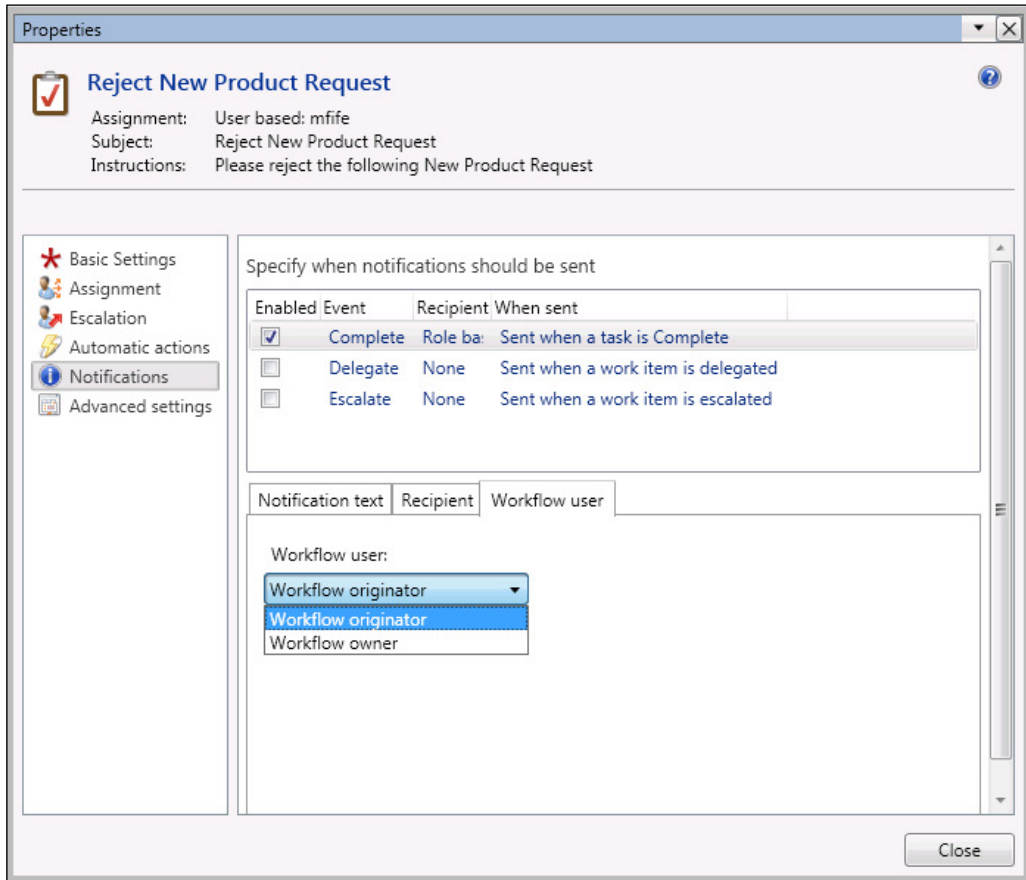 Properties
Reject New Product Request
Assignment: User based: mfife
Subject: Reject New Product Request
Instructions: Please reject the following New Product Request
Basic Settings
Assignment
Escalation
Automatic actions
Notifications
Advanced settings
Specify when notifications should be sent
Enabled Event Recipient When sent
Complete Role ba: Sent when a task is Complete
Delegate None Sent when a work item is delegated
Escalate None Sent when a work item is escalated
Notification text Recipient Workflow user
Workflow user:
Workflow originator
Workflow originator
Workflow owner
Close